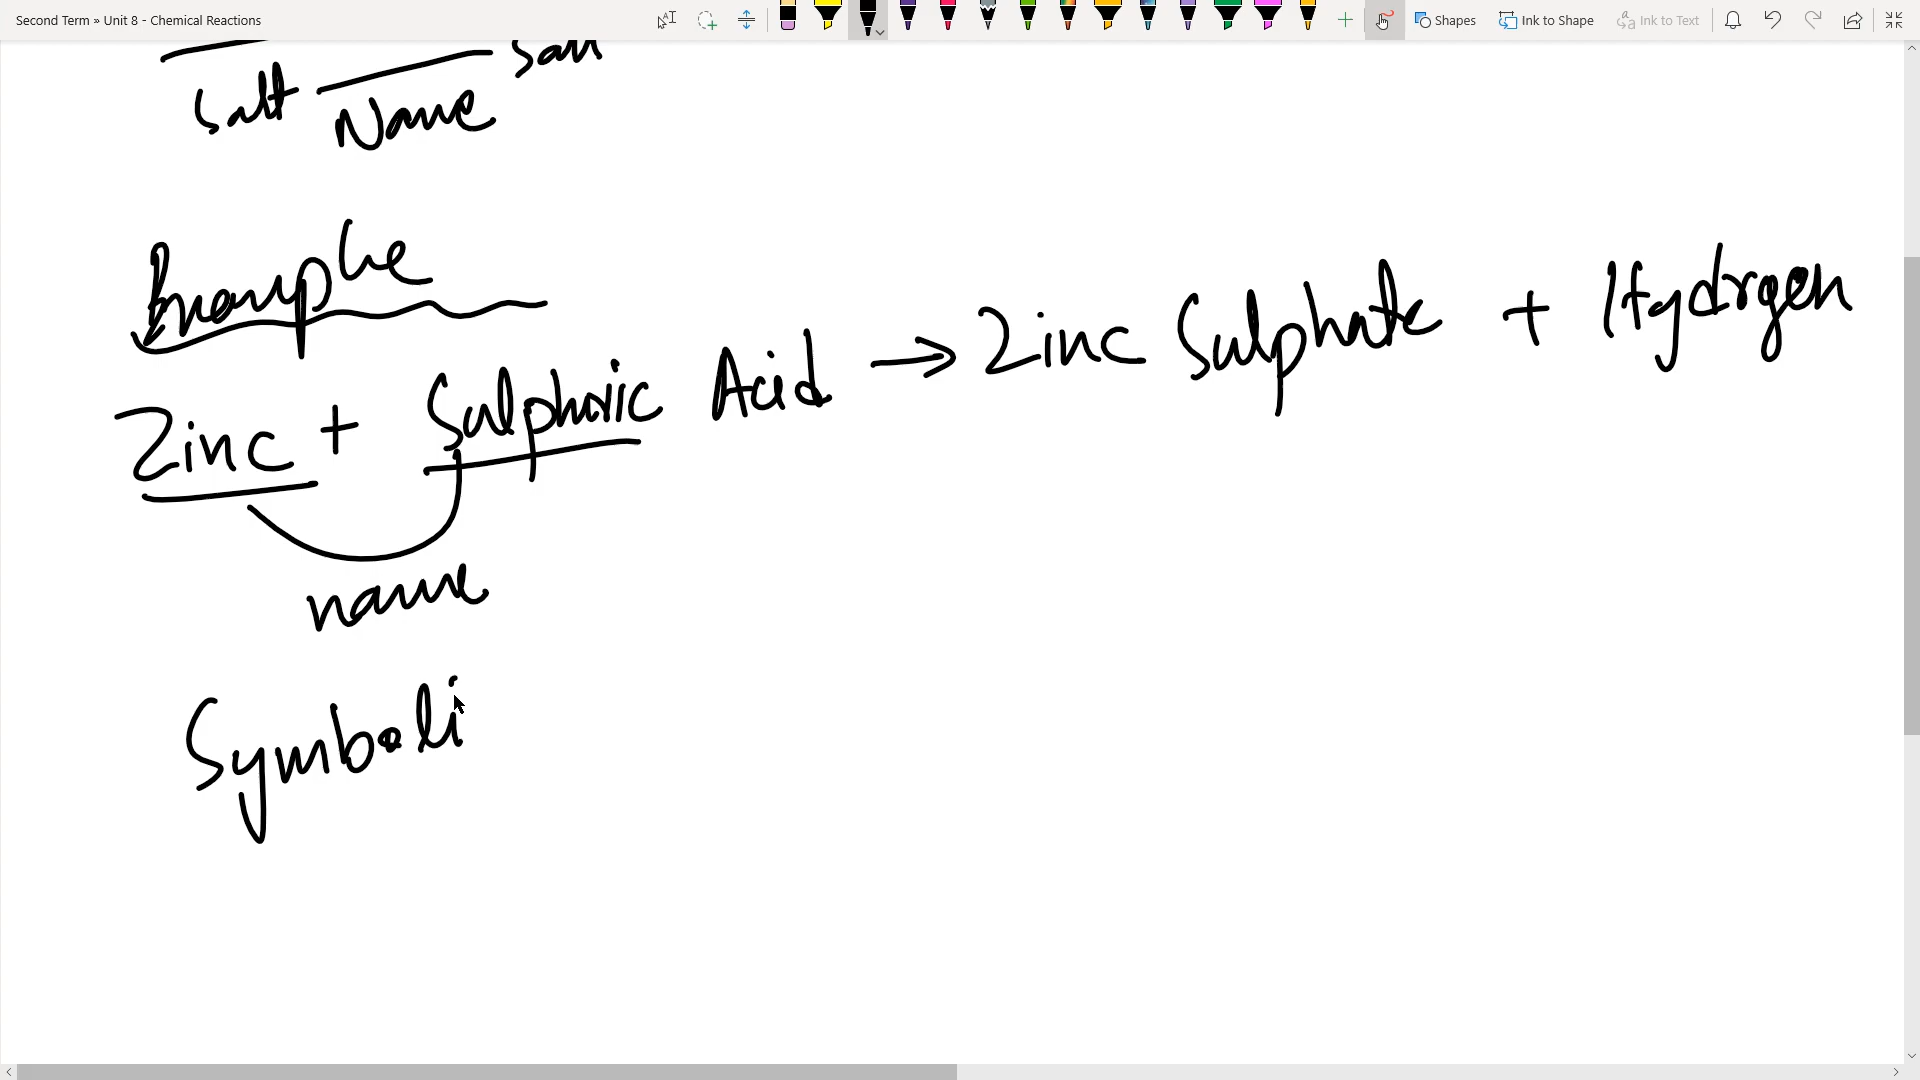 Second Term » Unit 8 - Chemical Reactions
Shapes
Ink to Shape
Ink to Text
Salt
Salt Name
Example
Zinc + Sulphuric Acid → Zinc Sulphate + Hydrgen
name
Symboli